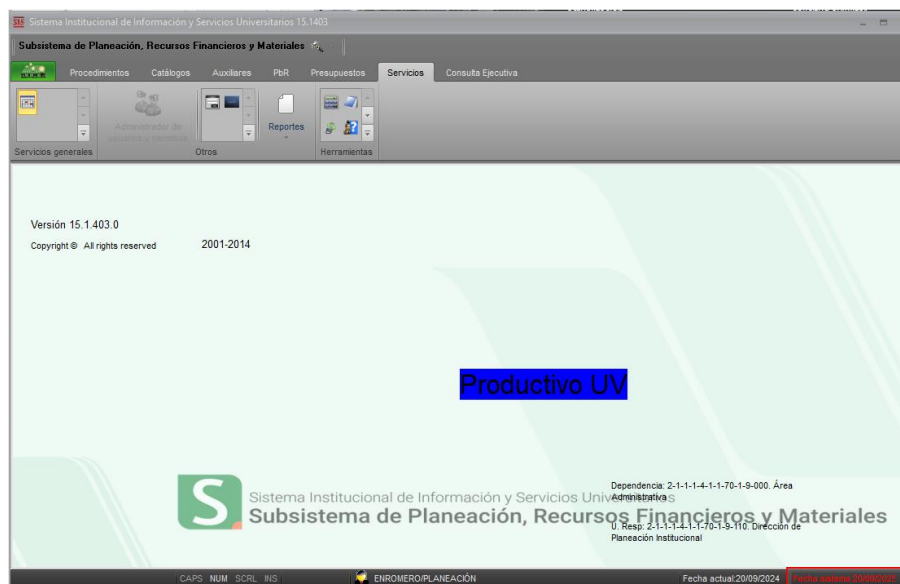 Sistema Institucional de Información y Servicios Universitarios 15.1403
Subsistema de Planeación, Recursos Financieros y Materiales
Procedimientos Catálogos Auxiliares PbR Presupuestos Servicios Consulta Ejecutiva
Administrador de
Reportes
Servicios generales Otros Herramientas
Versión 15.1.403.0
Copyright © All rights reserved 2001-2014
Productivo UV
Dependencia: 2-1-1-1-4-1-1-70-1-9-000. Área
Administrativa
Sistema Institucional de Información y Servicios Universitarios
Subsistema de Planeación, Recursos Financieros y Materiales
U. Resp: 2-1-1-1-4-1-1-70-1-9-110. Dirección de
Planeación Institucional
CAPS NUM SCRL INS ENROMERO/PLANEACIÓN Fecha actual:20/09/2024 Fecha sistema:20/09/2025